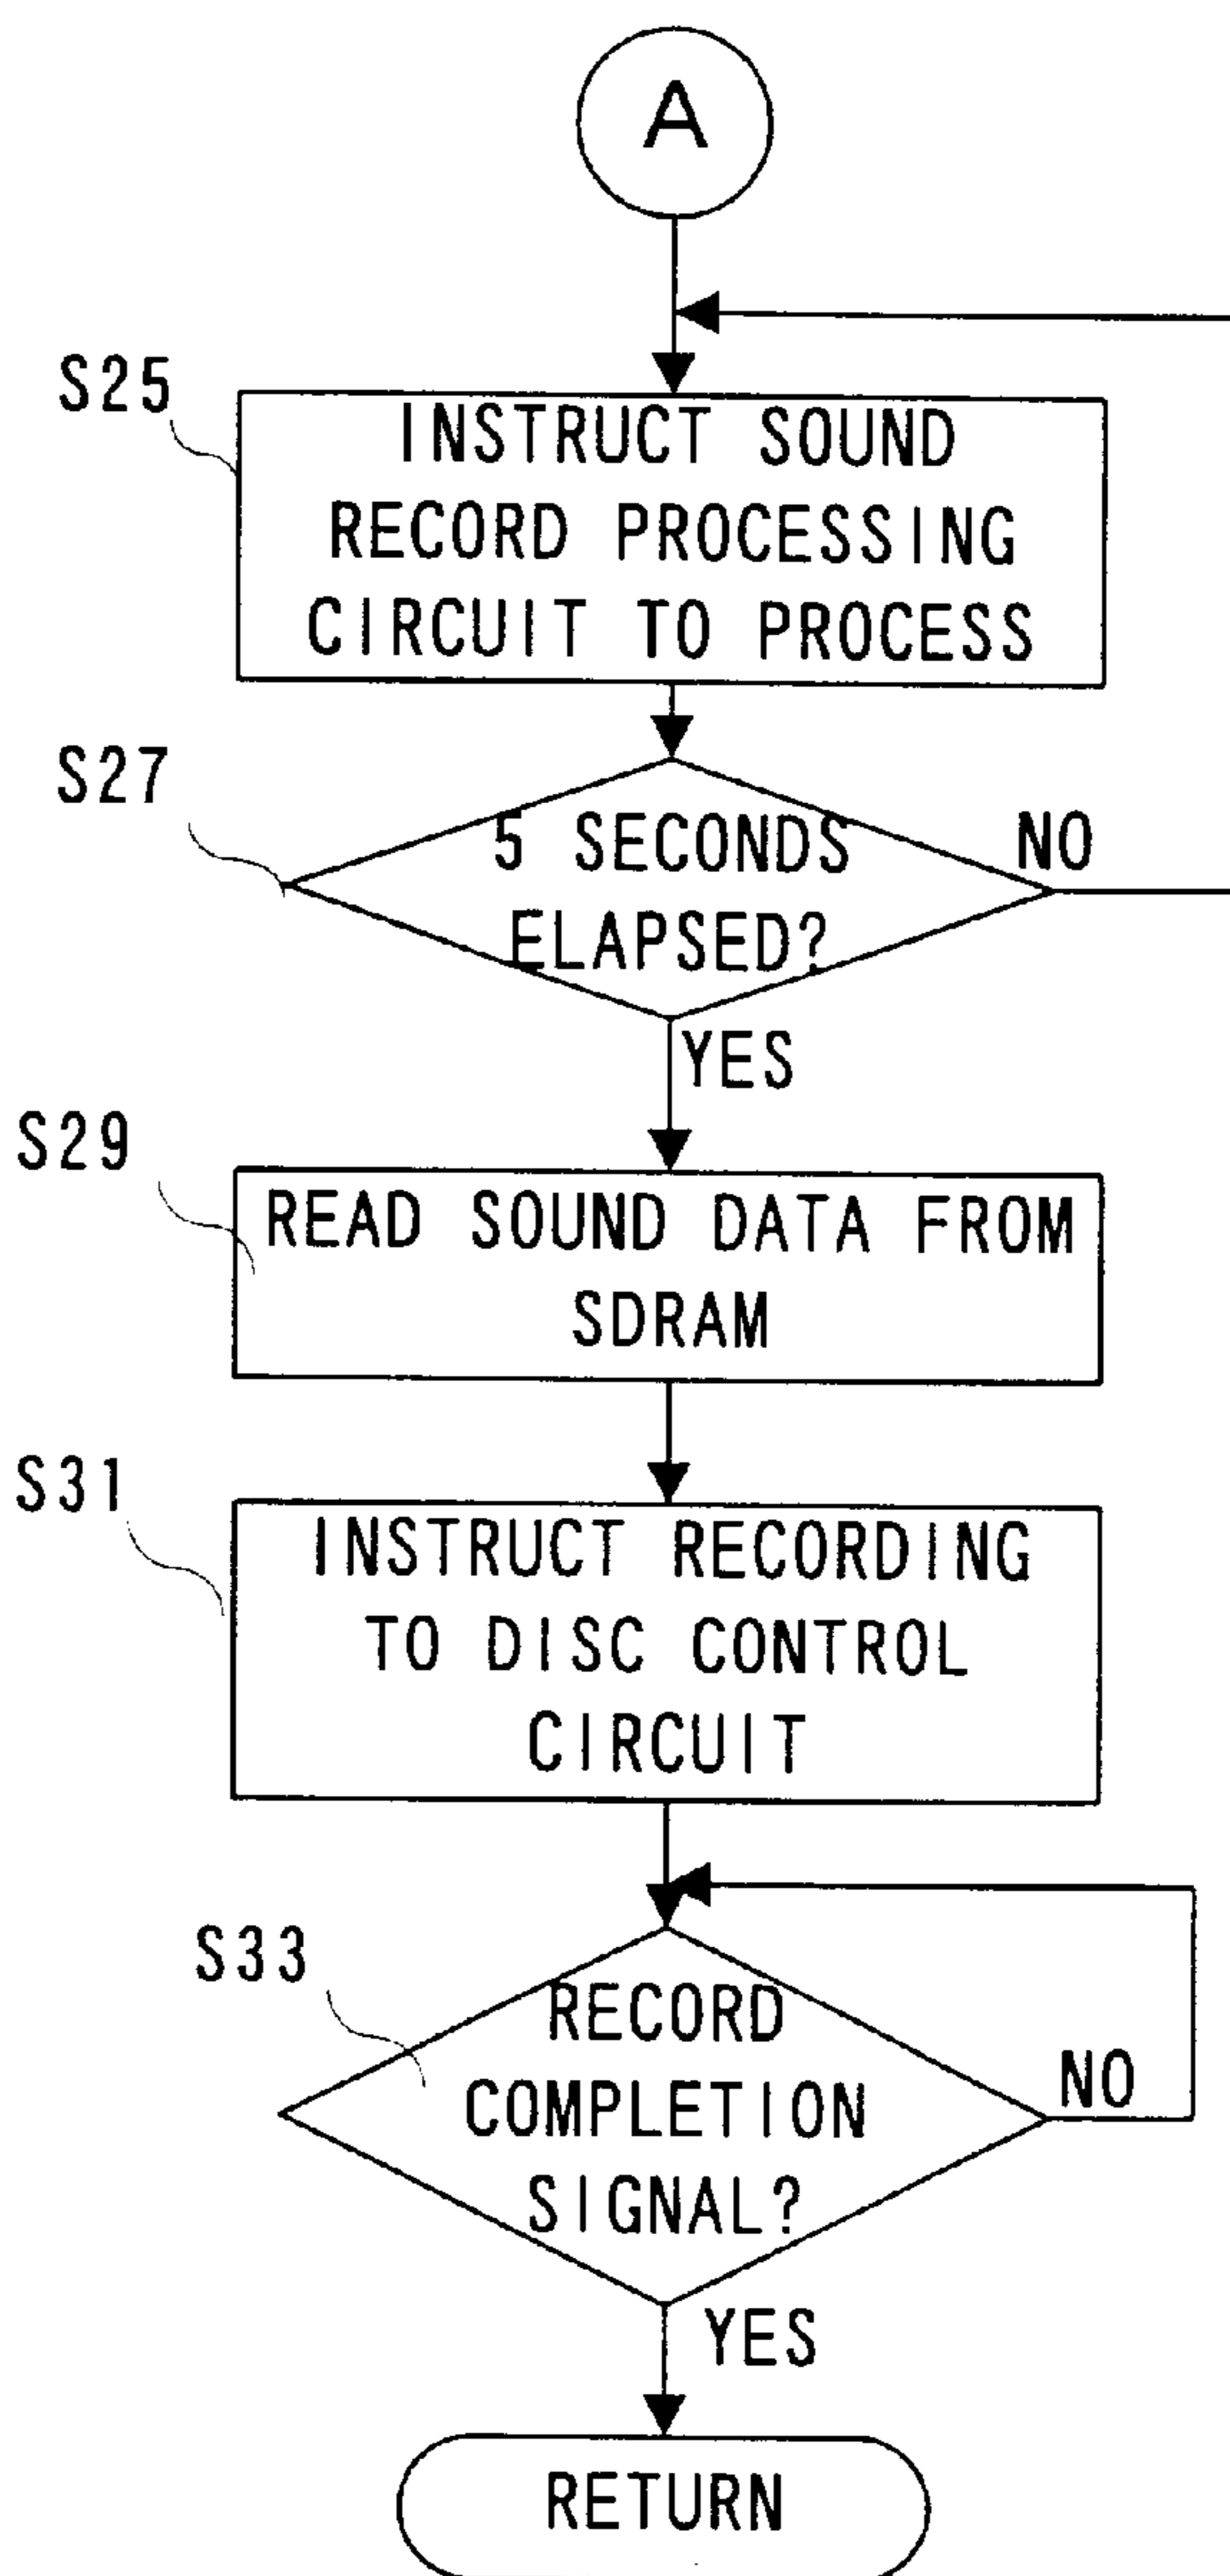 A
S25
INSTRUCT SOUND
RECORD PROCESSING
CIRCUIT TO PROCESS
S27
5 SECONDS
ELAPSED?
NO
YES
S29
READ SOUND DATA FROM
SDRAM
S31
INSTRUCT RECORDING
TO DISC CONTROL
CIRCUIT
S33
RECORD
COMPLETION
SIGNAL?
NO
YES
RETURN